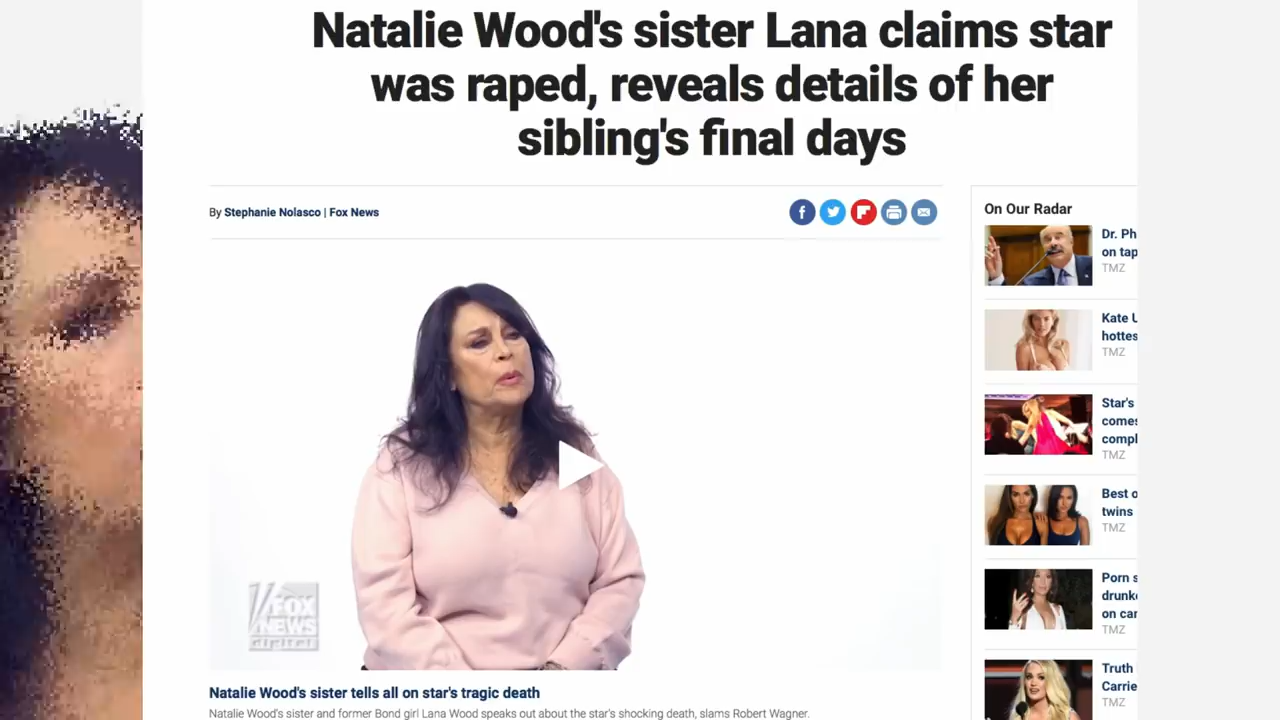 Natalie Wood's sister Lana claims star
was raped, reveals details of her
sibling's final days
By Stephanie Nolasco | Fox News
On Our Radar
Dr. Ph
on tap
TMZ
Kate U
hottes
TMZ
Star's
comes
compl
TMZ
Best o
twins
TMZ
Porn s
drunke
on car
TMZ
Truth
Carrie
FOX
NEWS
digital
Natalie Wood's sister tells all on star's tragic death
Natalie Wood's sister and former Bond girl Lana Wood speaks out about the star's shocking death, slams Robert Wagner.